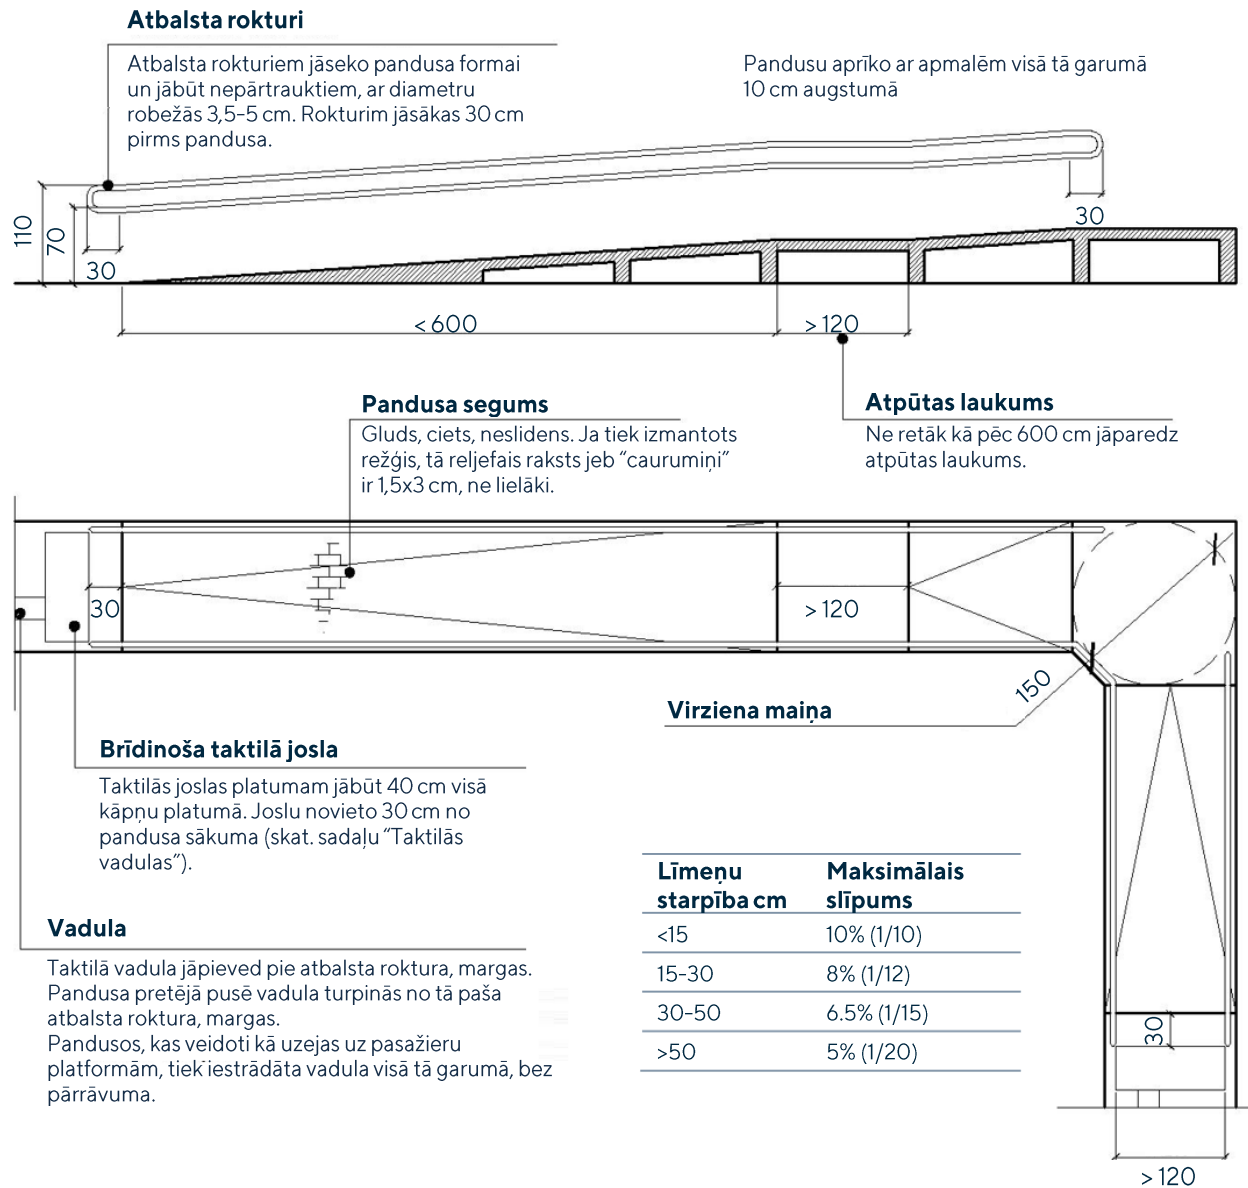 Atbalsta rokturi
Atbalsta rokturiem jāseko pandusa formai
un jābūt nepārtrauktiem, ar diametru
robežās 3,5-5 cm. Rokturim jāsākas 30 cm
pirms pandusa.
Pandusu aprīko ar apmalēm visā tā garumā
10 cm augstumā
110
70
30
30
< 600
> 120
Pandusa segums
Gluds, ciets, neslidens. Ja tiek izmantots
režģis, tā reljefais raksts jeb “caurumiņi”
ir 1,5x3 cm, ne lielāki.
Atpūtas laukums
Ne retāk kā pēc 600 cm jāparedz
atpūtas laukums.
30
> 120
150
Virziena maiņa
Brīdinoša taktilā josla
Taktilās joslas platumam jābūt 40 cm visā
kāpņu platumā. Joslu novieto 30 cm no
pandusa sākuma (skat. sadaļu “Taktilās
vadulas”).
Vadula
Taktilā vadula jāpieved pie atbalsta roktura, margas.
Pandusa pretējā pusē vadula turpinās no tā paša
atbalsta roktura, margas.
Pandusos, kas veidoti kā uzejas uz pasažieru
platformām, tiek iestrādāta vadula visā tā garumā, bez
pārrāvuma.
Līmeņu starpība cm
Maksimālais slīpums
<15 10% (1/10)
15-30 8% (1/12)
30-50 6.5% (1/15)
>50 5% (1/20)
30
> 120